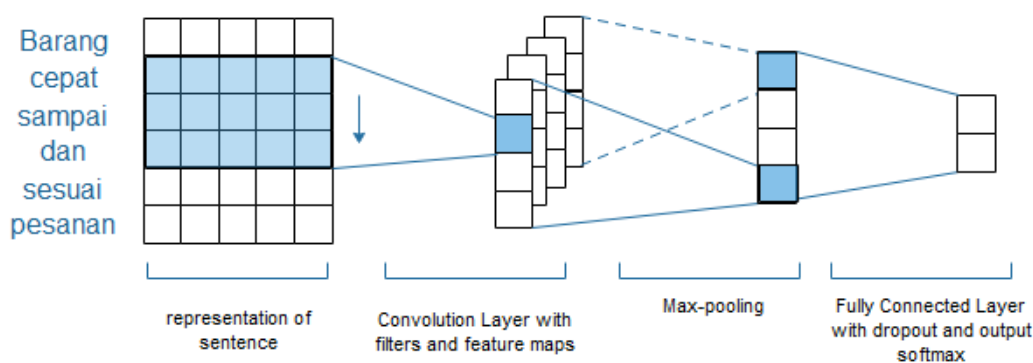 Barang
cepat
sampai
dan
sesuai
pesanan
representation of
sentence
Convolution Layer with
filters and feature maps
Max-pooling
Fully Connected Layer
with dropout and output
softmax